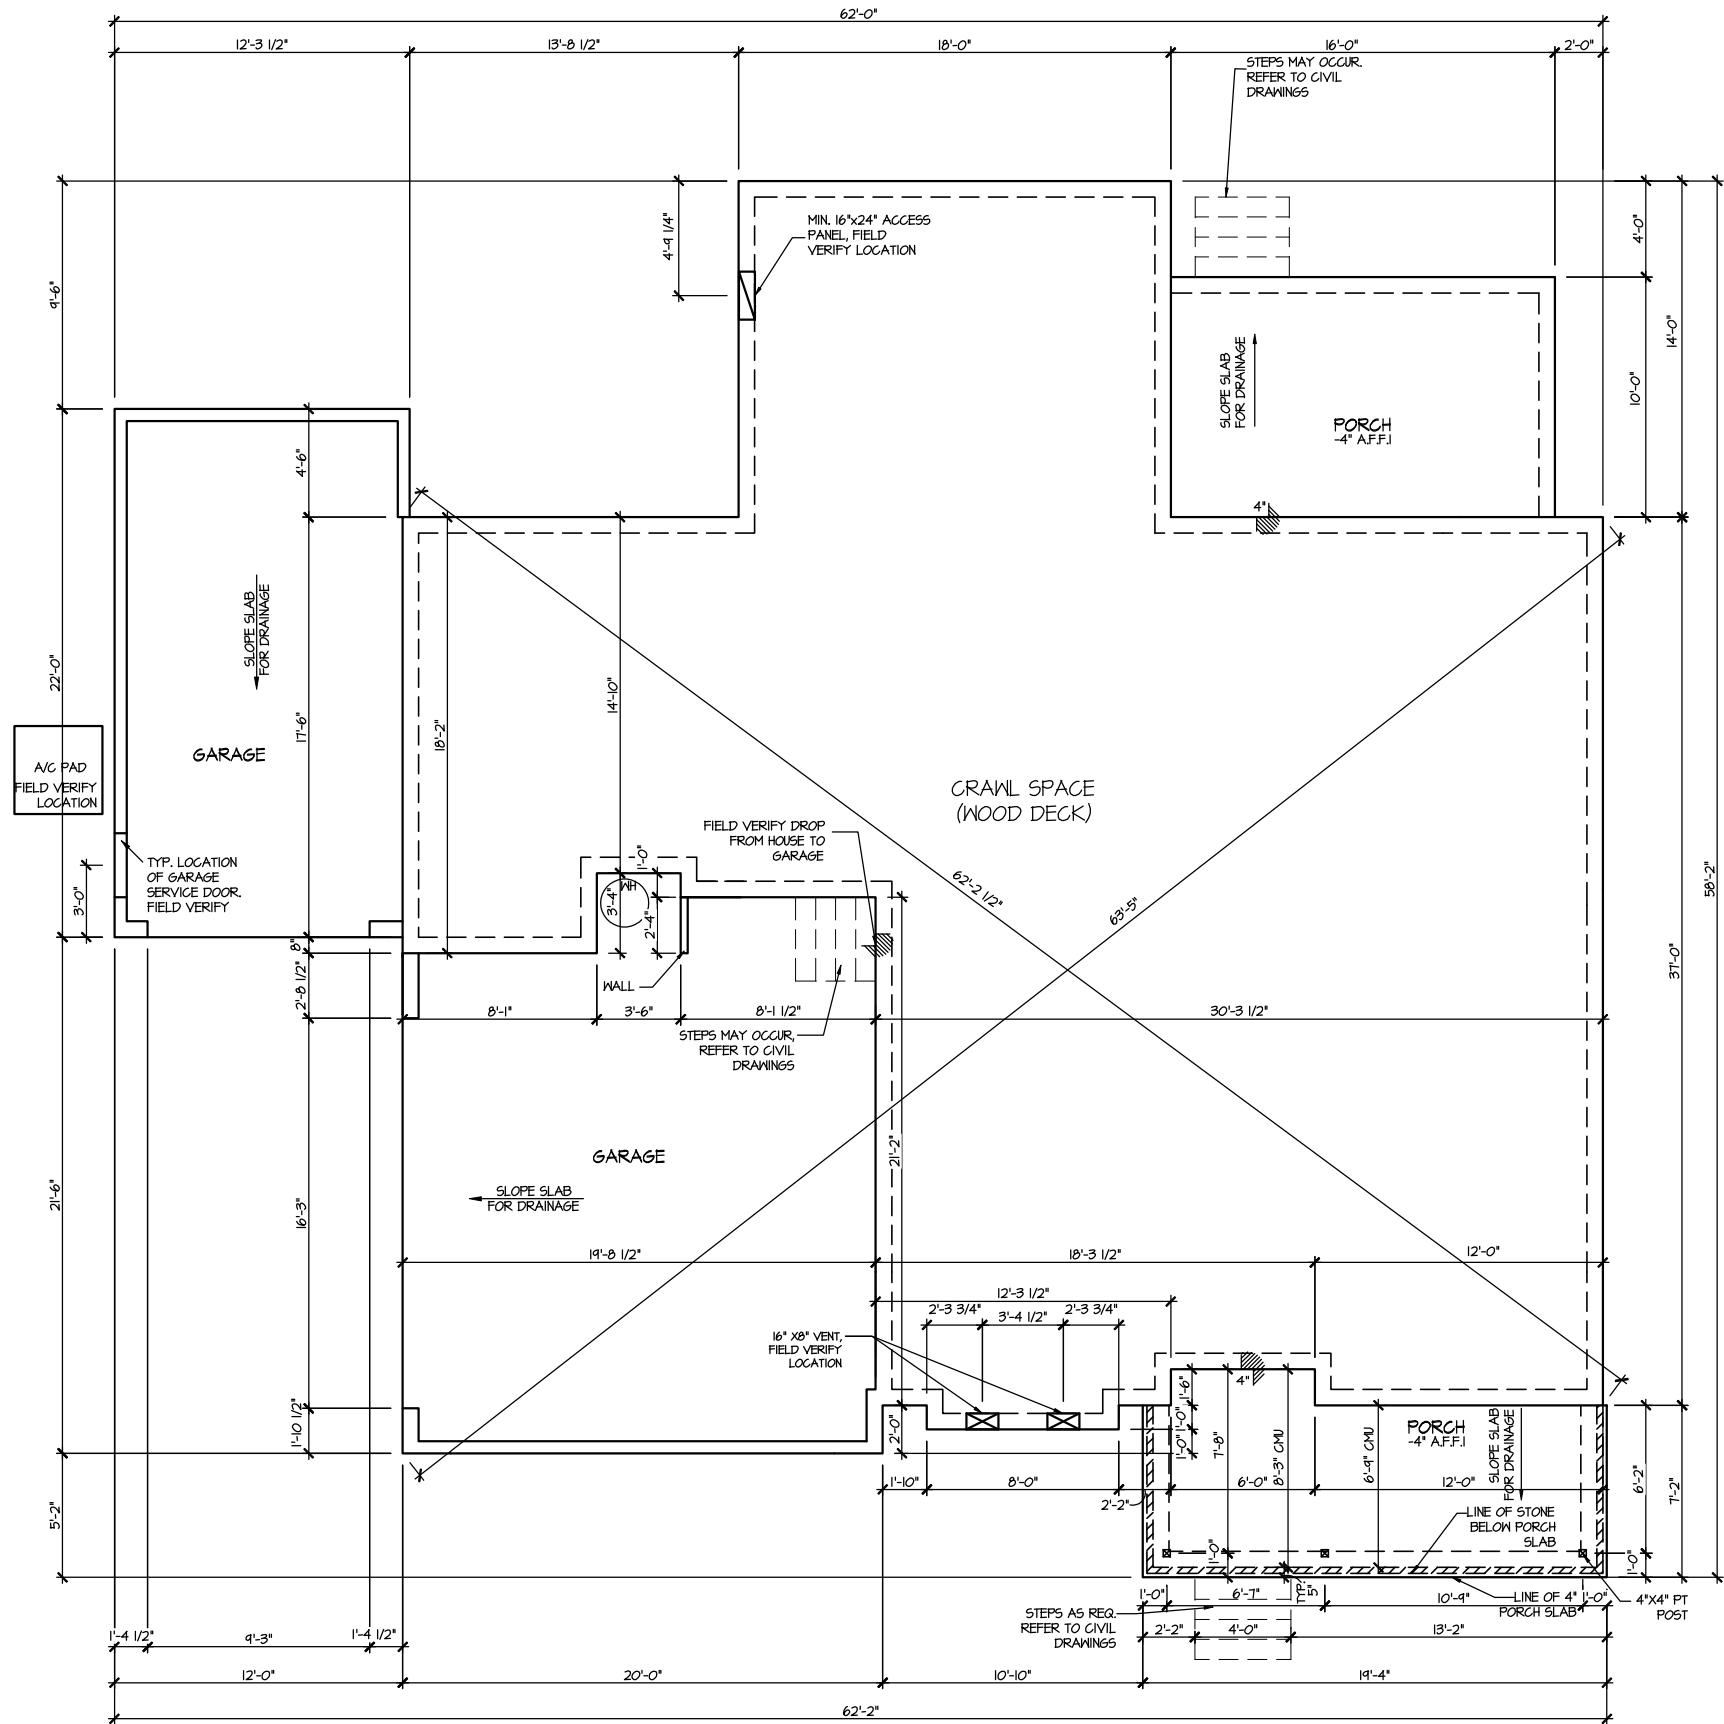 62'-0"
12'-3 1/2"
13'-8 1/2"
18'-0"
16'-0"
2'-0"
STEPS MAY OCCUR.
REFER TO CIVIL
DRAWINGS
4'-9 1/4"
MIN. 16"x24" ACCESS
PANEL, FIELD
VERIFY LOCATION
4'-0"
14'-0"
9'-6"
10'-0"
SLOPE SLAB
FOR DRAINAGE
PORCH
-4" A.F.F.1
4'-6"
4"
SLOPE SLAB
FOR DRAINAGE
22'-0"
17'-6"
18'-2"
14'-10"
58'-2"
37'-0"
GARAGE
A/C PAD
FIELD VERIFY
LOCATION
CRAWL SPACE
(WOOD DECK)
FIELD VERIFY DROP
FROM HOUSE TO
GARAGE
TYP. LOCATION
OF GARAGE
SERVICE DOOR.
FIELD VERIFY
3'-0"
1'-0"
WH
3'-4"
2'-4"
62'-2 1/2"
63'-5"
8"
2'-8 1/2"
WALL
8'-1"
3'-6"
8'-1 1/2"
30'-3 1/2"
STEPS MAY OCCUR,
REFER TO CIVIL
DRAWINGS
GARAGE
21'-2"
SLOPE SLAB
FOR DRAINAGE
21'-6"
16'-3"
19'-8 1/2"
18'-3 1/2"
12'-0"
12'-3 1/2"
2'-3 3/4"
3'-4 1/2"
2'-3 3/4"
16" X8" VENT,
FIELD VERIFY
LOCATION
4"
1'-6"
1'-0"
1'-0"
1'-10 1/2"
2'-0"
7'-8"
8'-3" CMU
6'-9" CMU
PORCH
-4" A.F.F.1
SLOPE SLAB
FOR DRAINAGE
1'-10"
8'-0"
6'-0"
12'-0"
2'-2"
6'-2"
7'-2"
5'-2"
LINE OF STONE
BELOW PORCH
SLAB
1'-0"
1'-0"
1'-0"
6'-7"
TYP.
5"
10'-9"
LINE OF 4"
PORCH SLAB
1'-0"
4"X4" PT
POST
STEPS AS REQ.
REFER TO CIVIL
DRAWINGS
2'-2"
4'-0"
13'-2"
1'-4 1/2"
9'-3"
1'-4 1/2"
12'-0"
20'-0"
10'-10"
19'-4"
62'-2"